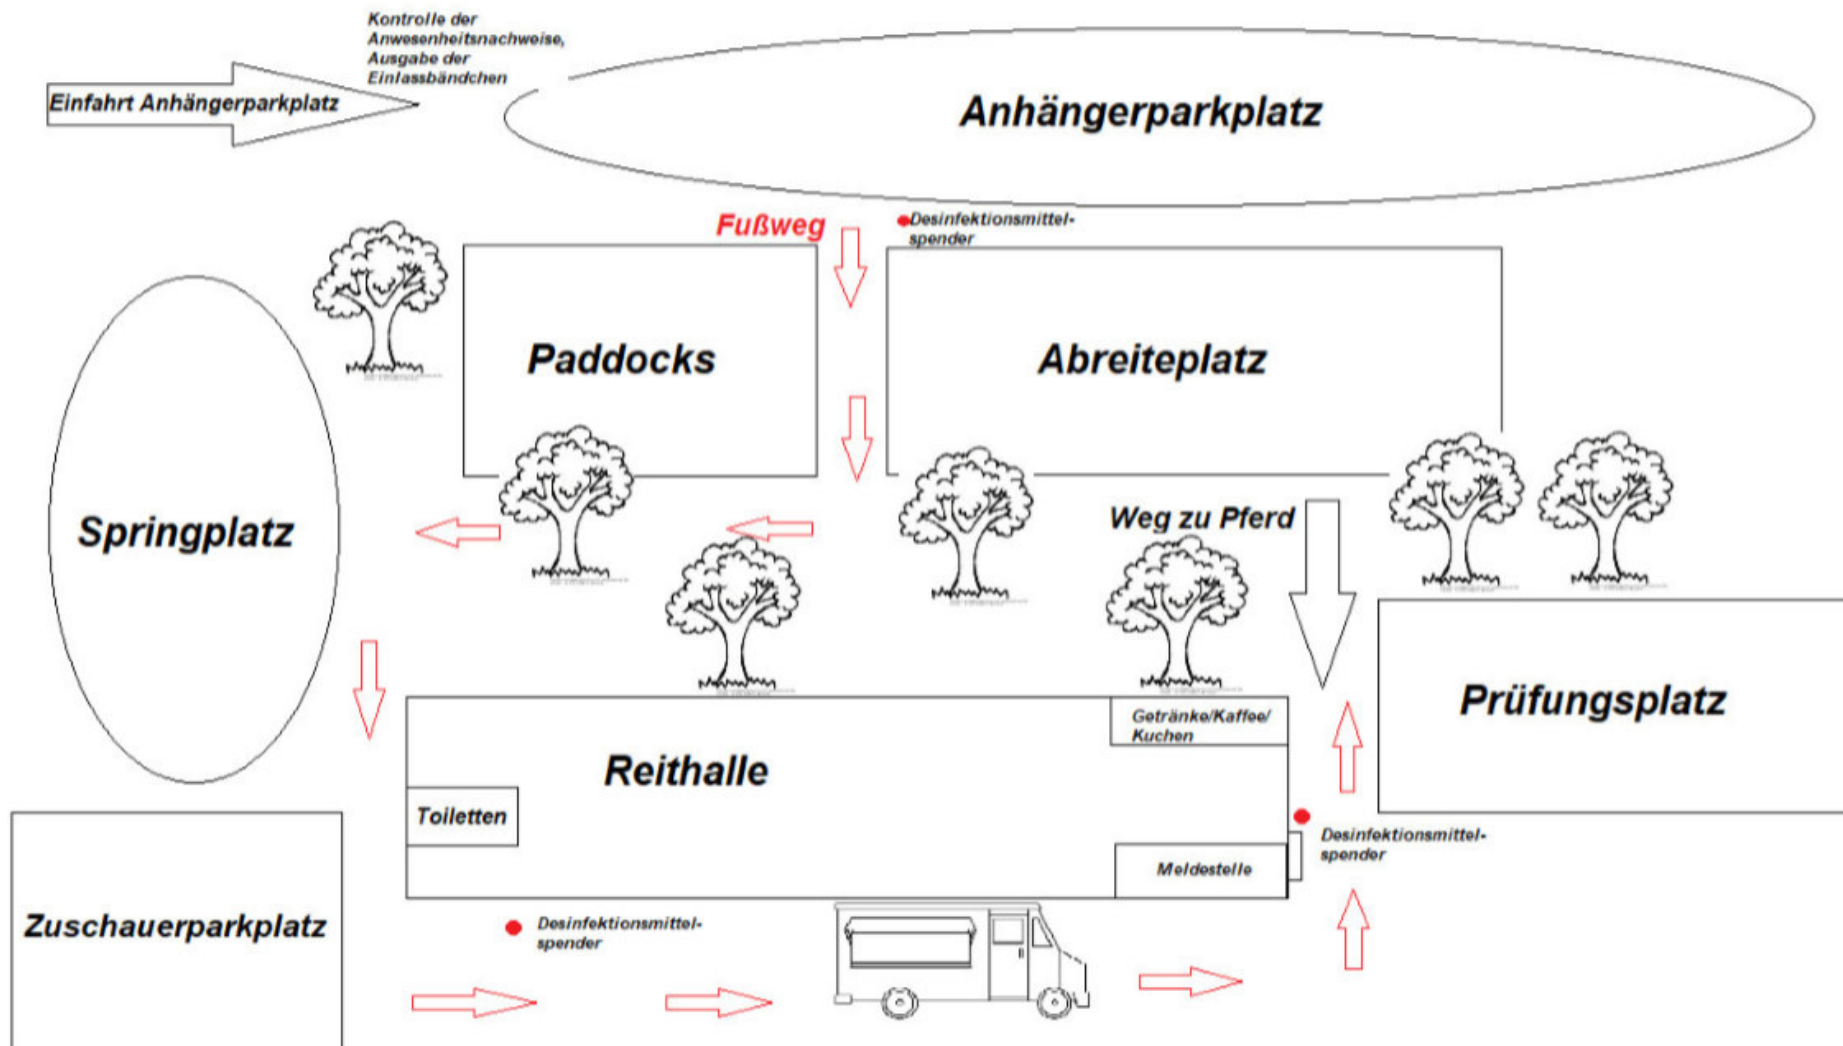 Kontrolle der
Anwesenheitsnachweise,
Ausgabe der
Einlassbändchen
Einfahrt Anhängerparkplatz
Anhängerparkplatz
Fußweg
Desinfektionsmittel-
spender
Paddocks
Abreiteplatz
Springplatz
Weg zu Pferd
Prüfungsplatz
Getränke/Kaffee/
Kuchen
Reithalle
Toiletten
Desinfektionsmittel-
spender
Meldestelle
Zuschauerparkplatz
Desinfektionsmittel-
spender